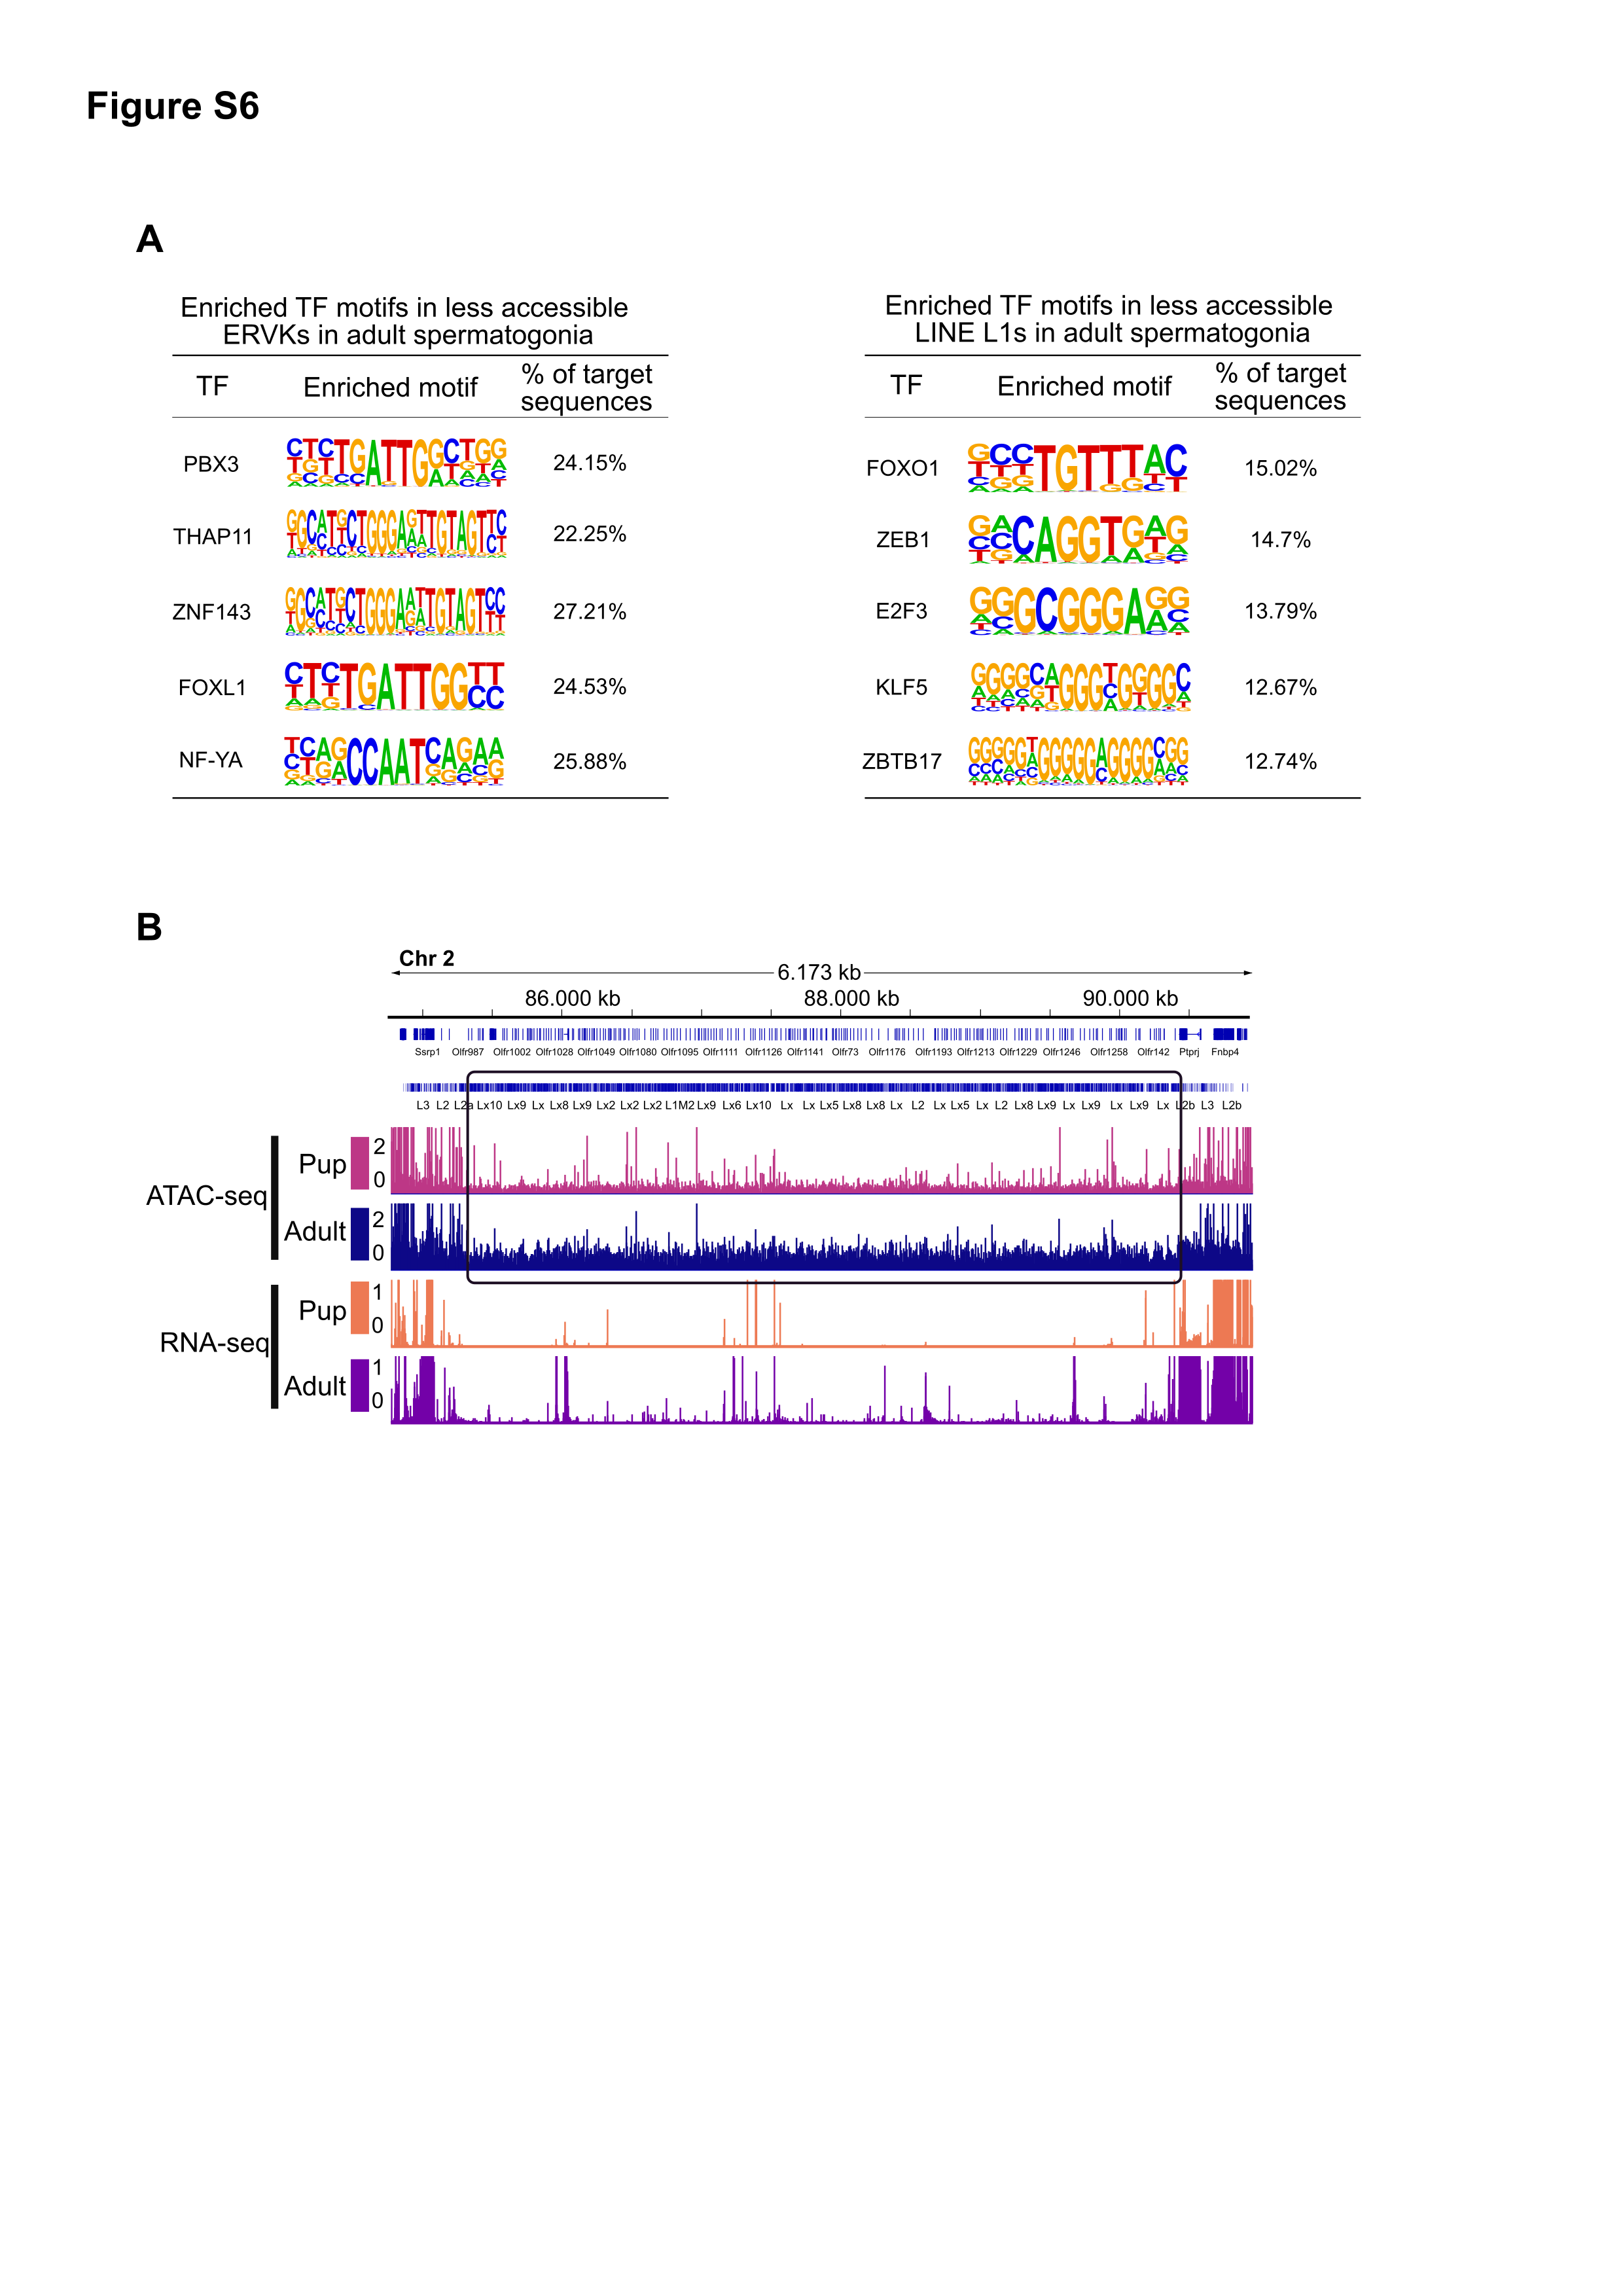 Figure S6
A
Enriched TF motifs in less accessible
ERVKs in adult spermatogonia
TF Enriched motif % of target
sequences
PBX3 24.15%
THAP11 22.25%
ZNF143 27.21%
FOXL1 24.53%
NF-YA 25.88%
Enriched TF motifs in less accessible
LINE L1s in adult spermatogonia
TF Enriched motif % of target
sequences
FOXO1 15.02%
ZEB1 14.7%
E2F3 13.79%
KLF5 12.67%
ZBTB17 12.74%
B
Chr 2
6.173 kb
86.000 kb 88.000 kb 90.000 kb
Ssrp1 Olfr987 Olfr1002 Olfr1028 Olfr1049 Olfr1080 Olfr1095 Olfr1111 Olfr1126 Olfr1141 Olfr73 Olfr1176 Olfr1193 Olfr1213 Olfr1229 Olfr1246 Olfr1258 Olfr142 Ptprj Fnbp4
L3 L2 L2a Lx10 Lx9 Lx Lx8 Lx9 Lx2 Lx2 Lx2 L1M2 Lx9 Lx6 Lx10 Lx Lx Lx5 Lx8 Lx8 Lx L2 Lx Lx5 Lx L2 Lx8 Lx9 Lx Lx9 Lx Lx9 Lx L2b L3 L2b
ATAC-seq
Pup 2
0
Adult 2
0
RNA-seq
Pup 1
0
Adult 1
0